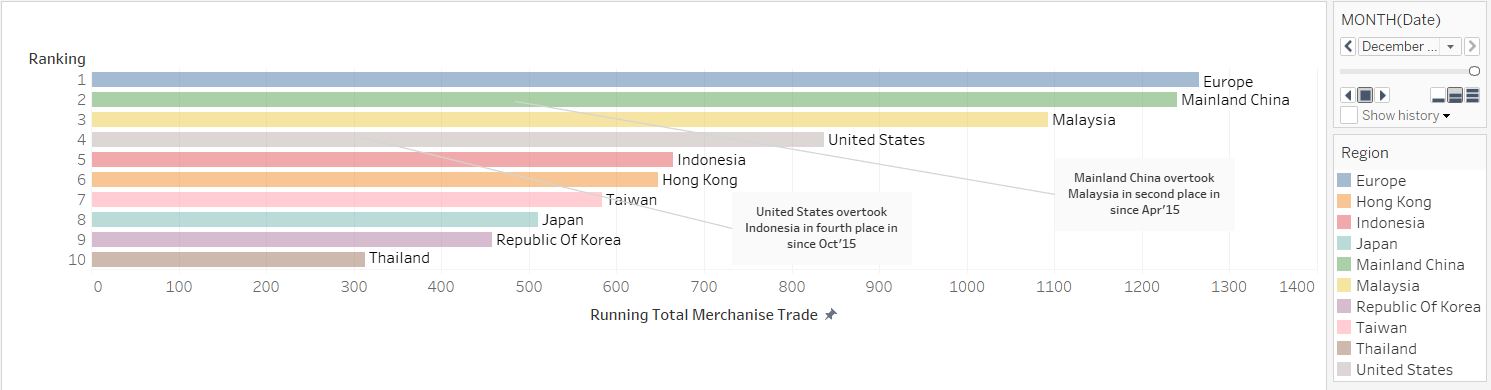 MONTH(Date)
December ...
Show history
Ranking
1 Europe
2 Mainland China
3 Malaysia
4 United States
5 Indonesia
6 Hong Kong
7 Taiwan
8 Japan
9 Republic Of Korea
10 Thailand
Mainland China overtook
Malaysia in second place in
since Apr'15
United States overtook
Indonesia in fourth place in
since Oct'15
0 100 200 300 400 500 600 700 800 900 1000 1100 1200 1300 1400
Running Total Merchanise Trade
Region
Europe
Hong Kong
Indonesia
Japan
Mainland China
Malaysia
Republic Of Korea
Taiwan
Thailand
United States